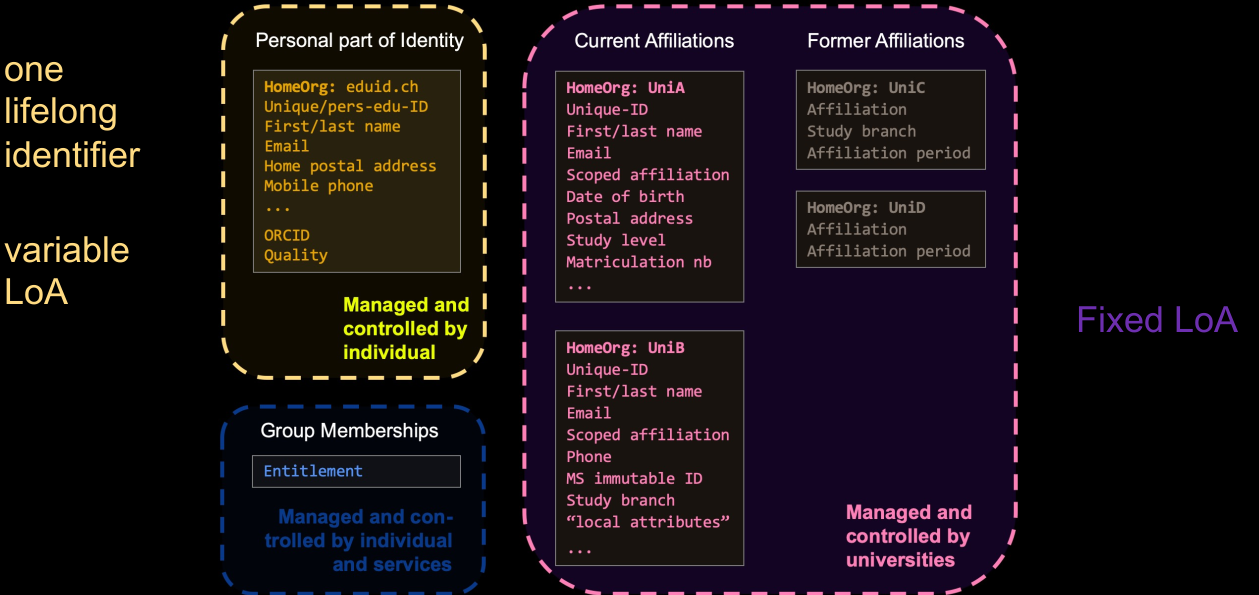 one
lifelong
identifier
variable
LoA
Personal part of Identity
HomeOrg: eduid.ch
Unique/pers-edu-ID
First/last name
Email
Home postal address
Mobile phone
...
ORCID
Quality
Managed and
controlled by
individual
Group Memberships
Entitlement
Managed and con-
trolled by individual
and services
Current Affiliations
HomeOrg: UniA
Unique-ID
First/last name
Email
Scoped affiliation
Date of birth
Postal address
Study level
Matriculation nb
...
HomeOrg: UniB
Unique-ID
First/last name
Email
Scoped affiliation
Phone
MS immutable ID
Study branch
“local attributes”
...
Former Affiliations
HomeOrg: UniC
Affiliation
Study branch
Affiliation period
HomeOrg: UniD
Affiliation
Affiliation period
Managed and
controlled by
universities
Fixed LoA